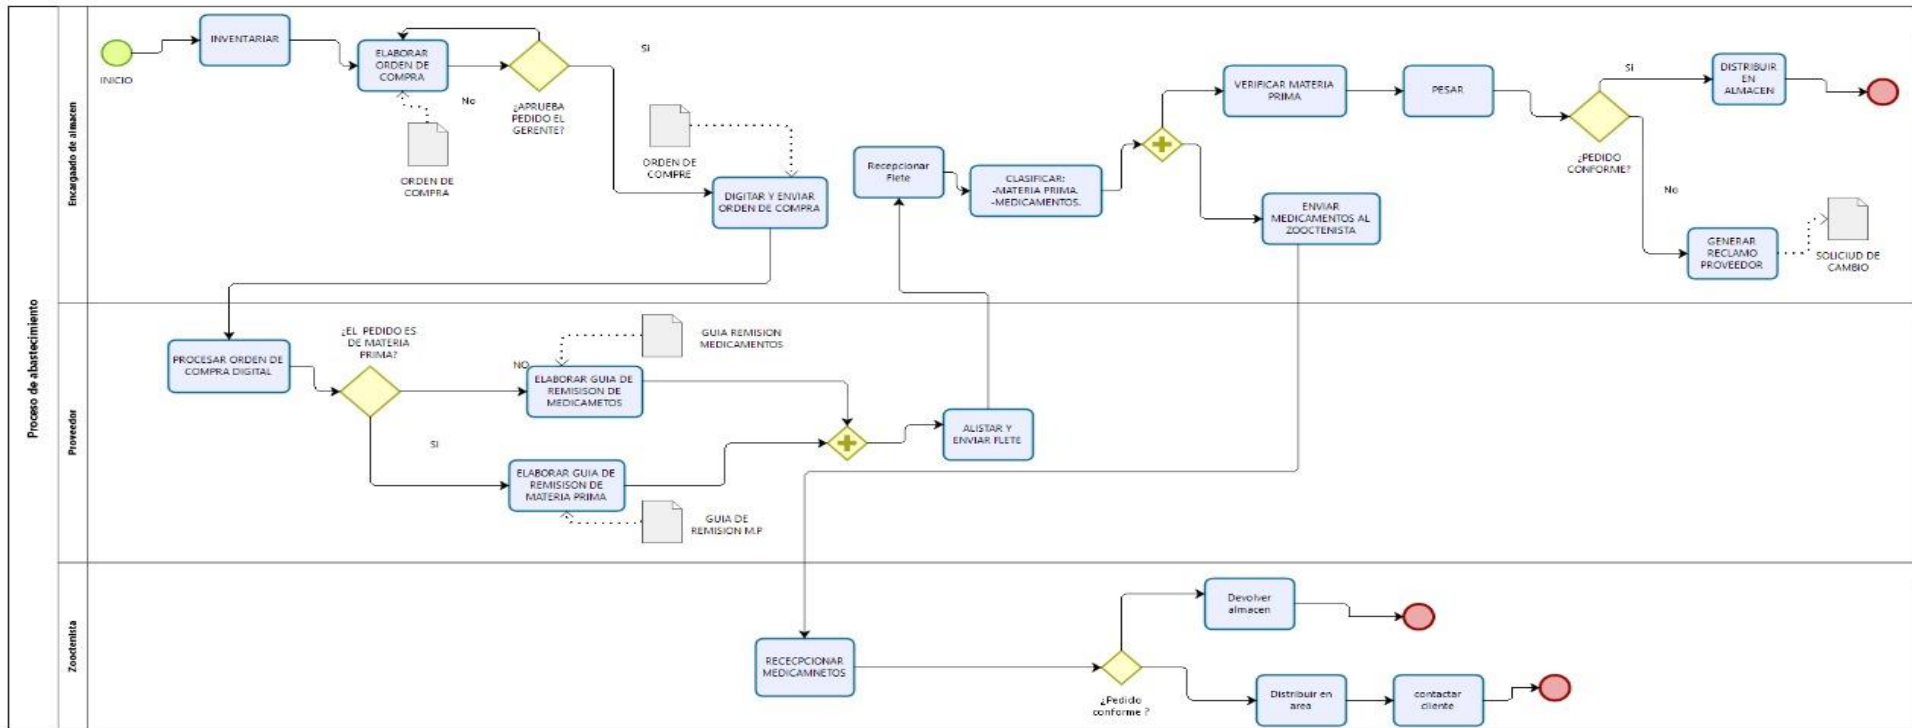 Proceso de abastecimiento
Encargaado de almacen
INICIO
INVENTARIAR
ELABORAR
ORDEN DE
COMPRA
No
ORDEN DE
COMPRA
¿APRUEBA
PEDIDO EL
GERENTE?
Si
ORDEN DE
COMPRE
DIGITAR Y ENVIAR
ORDEN DE COMPRA
Recepcionar
Flete
CLASIFICAR:
-MATERIA PRIMA.
-MEDICAMENTOS.
VERIFICAR MATERIA
PRIMA
PESAR
ENVIAR
MEDICAMENTOS AL
ZOOCTENISTA
¿PEDIDO
CONFORME?
Si
DISTRIBUIR
EN
ALMACEN
No
GENERAR
RECLAMO
PROVEEDOR
SOLICIUD DE
CAMBIO
Proveedor
PROCESAR ORDEN DE
COMPRA DIGITAL
¿EL PEDIDO ES
DE MATERIA
PRIMA?
NO
ELABORAR GUIA DE
REMISISON DE
MEDICAMETOS
GUIA REMISION
MEDICAMENTOS
SI
ELABORAR GUIA DE
REMISISON DE
MATERIA PRIMA
GUIA DE
REMISION M.P
ALISTAR Y
ENVIAR FLETE
Zooctenista
RECECPCIONAR
MEDICAMNETOS
¿Pedido
conforme ?
Devolver
almacen
Distribuir en
area
contactar
cliente